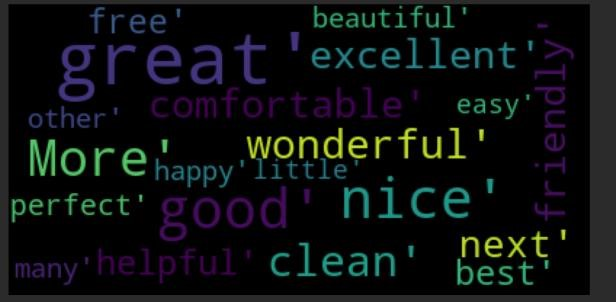 free' beautiful'
great' excellent'
other' comfortable' easy' friendly'
More' wonderful'
happy' little'
perfect' good' nice'
many' helpful' clean' next'
best'